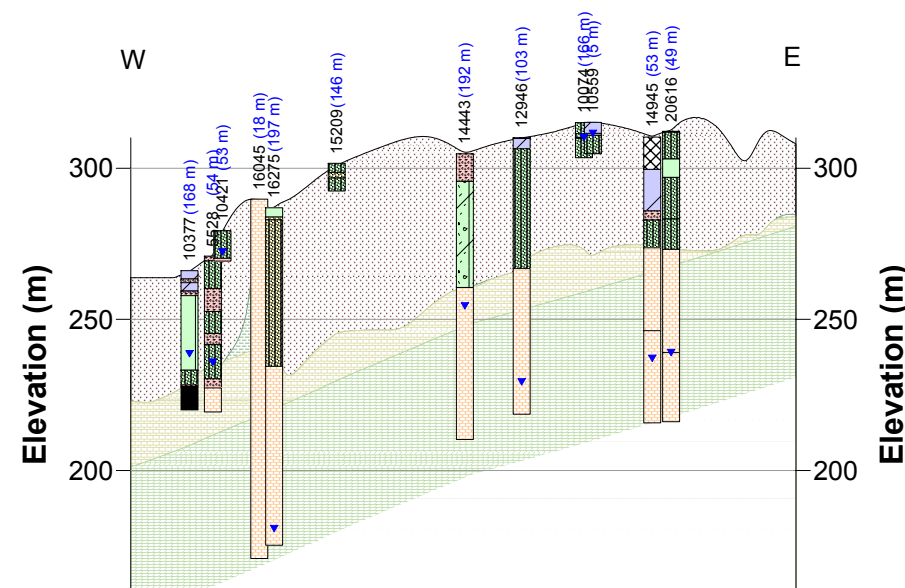 W
E
10377 (168 m)
5528 (54 m)
10421 (53 m)
16045 (18 m)
16275 (197 m)
15209 (146 m)
14443 (192 m)
12946 (103 m)
10074 (166 m)
10559 (5 m)
14945 (53 m)
20616 (49 m)
300
300
250
250
200
200
Elevation (m)
Elevation (m)